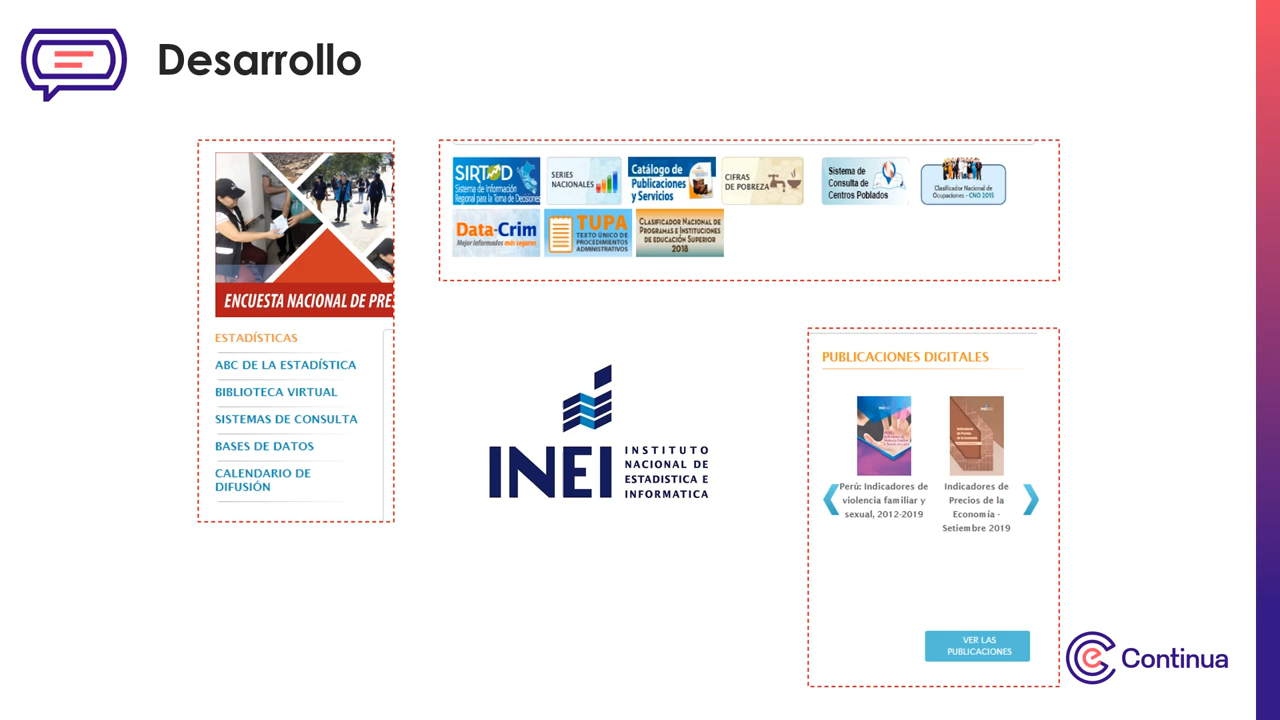 Desarrollo
ENCUESTA NACIONAL DE PRE
ESTADÍSTICAS
ABC DE LA ESTADÍSTICA
BIBLIOTECA VIRTUAL
SISTEMAS DE CONSULTA
BASES DE DATOS
CALENDARIO DE
DIFUSIÓN
SIRTOD
Sistema de Información
Regional para la Toma de Decisiones
SERIES
NACIONALES
Catálogo de
Publicaciones
y Servicios
CIFRAS
DE POBREZA
Sistema de
Consulta de
Centros Poblados
Clasificador Nacional de
Ocupaciones - CNO 2015
Data-Crim
Mejor informados más seguros
TUPA
TEXTO ÚNICO DE
PROCEDIMIENTOS
ADMINISTRATIVOS
CLASIFICADOR NACIONAL DE
PROGRAMAS E INSTITUCIONES
DE EDUCACIÓN SUPERIOR
2018
INEI
INSTITUTO
NACIONAL DE
ESTADISTICA E
INFORMATICA
PUBLICACIONES DIGITALES
Perú: Indicadores de
violencia familiar y
sexual, 2012-2019
Indicadores de
Precios de la
Economía -
Setiembre 2019
VER LAS
PUBLICACIONES
Continua